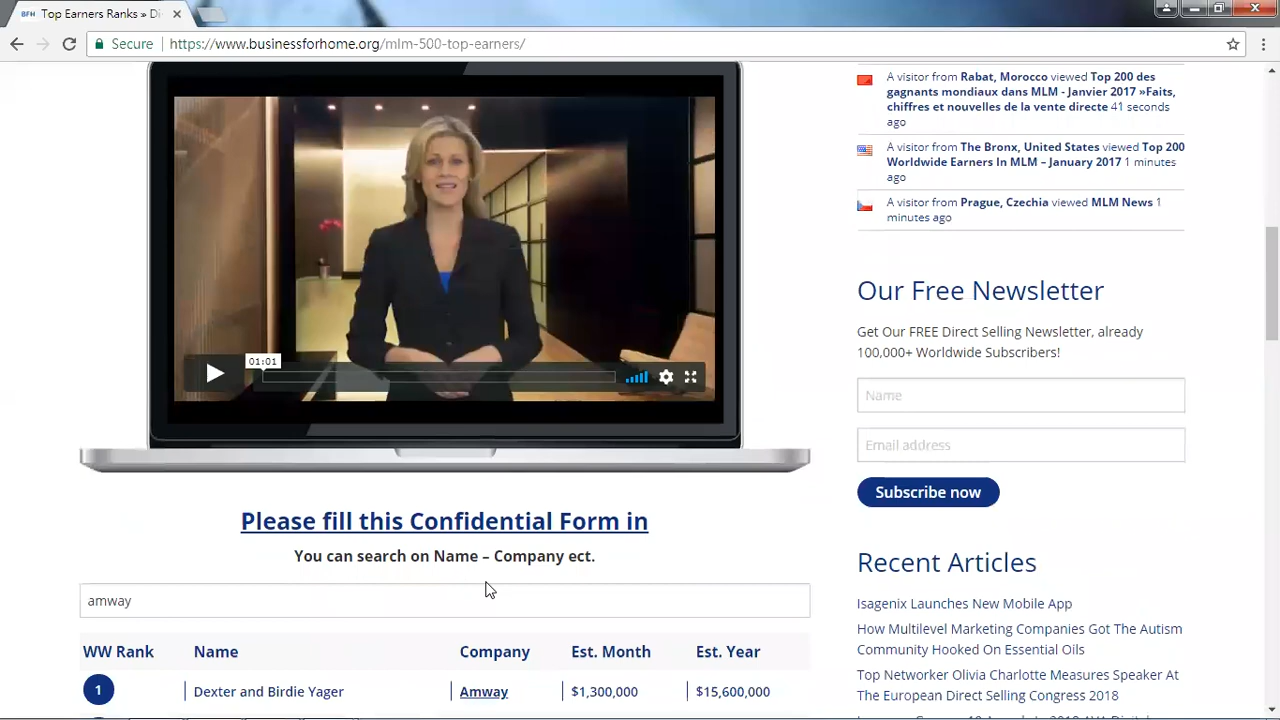 BFH Top Earners Ranks » Di
Secure https://www.businessforhome.org/mlm-500-top-earners/
01:01
Please fill this Confidential Form in
You can search on Name – Company ect.
amway
WW Rank Name Company Est. Month Est. Year
1 Dexter and Birdie Yager Amway $1,300,000 $15,600,000
A visitor from Rabat, Morocco viewed Top 200 des
gagnants mondiaux dans MLM - Janvier 2017 »Faits,
chiffres et nouvelles de la vente directe 41 seconds
ago
A visitor from The Bronx, United States viewed Top 200
Worldwide Earners In MLM – January 2017 1 minutes
ago
A visitor from Prague, Czechia viewed MLM News 1
minutes ago
Our Free Newsletter
Get Our FREE Direct Selling Newsletter, already
100,000+ Worldwide Subscribers!
Name
Email address
Subscribe now
Recent Articles
Isagenix Launches New Mobile App
How Multilevel Marketing Companies Got The Autism
Community Hooked On Essential Oils
Top Networker Olivia Charlotte Measures Speaker At
The European Direct Selling Congress 2018